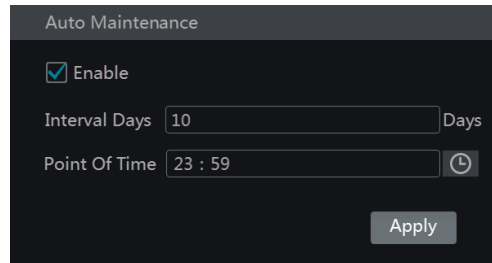 Auto Maintenance
Enable
Interval Days 10 Days
Point Of Time 23 : 59
Apply